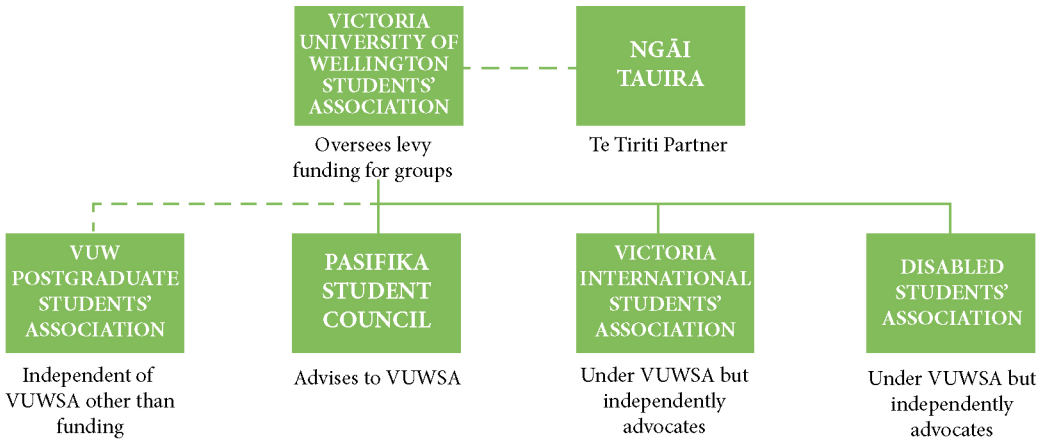 VICTORIA
UNIVERSITY OF
WELLINGTON
STUDENTS’
ASSOCIATION
Oversees levy
funding for groups
NGĀI
TAUIRA
Te Tiriti Partner
VUW
POSTGRADUATE
STUDENTS’
ASSOCIATION
Independent of
VUWSA other than
funding
PASIFIKA
STUDENT
COUNCIL
Advises to VUWSA
VICTORIA
INTERNATIONAL
STUDENTS’
ASSOCIATION
Under VUWSA but
independently
advocates
DISABLED
STUDENTS’
ASSOCIATION
Under VUWSA but
independently
advocates